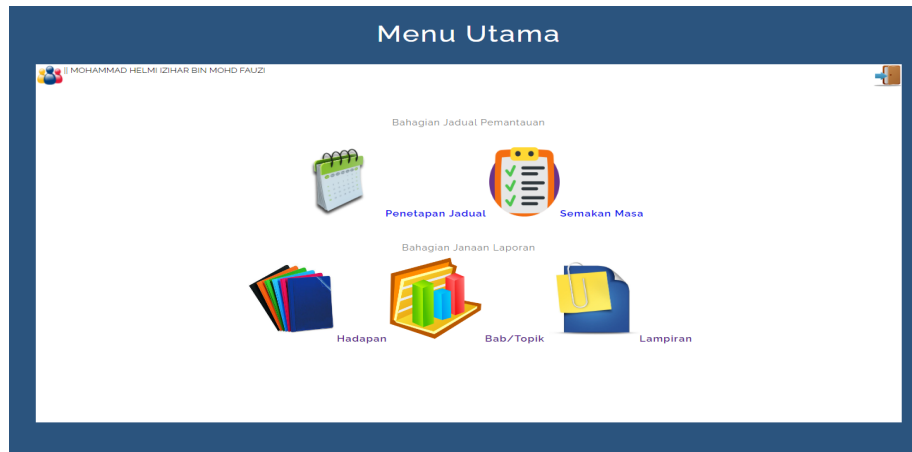 Menu Utama
|| MOHAMMAD HELMI IZIHAR BIN MOHD FAUZI
Bahagian Jadual Pemantauan
Penetapan Jadual
Semakan Masa
Bahagian Janaan Laporan
Hadapan
Bab/Topik
Lampiran